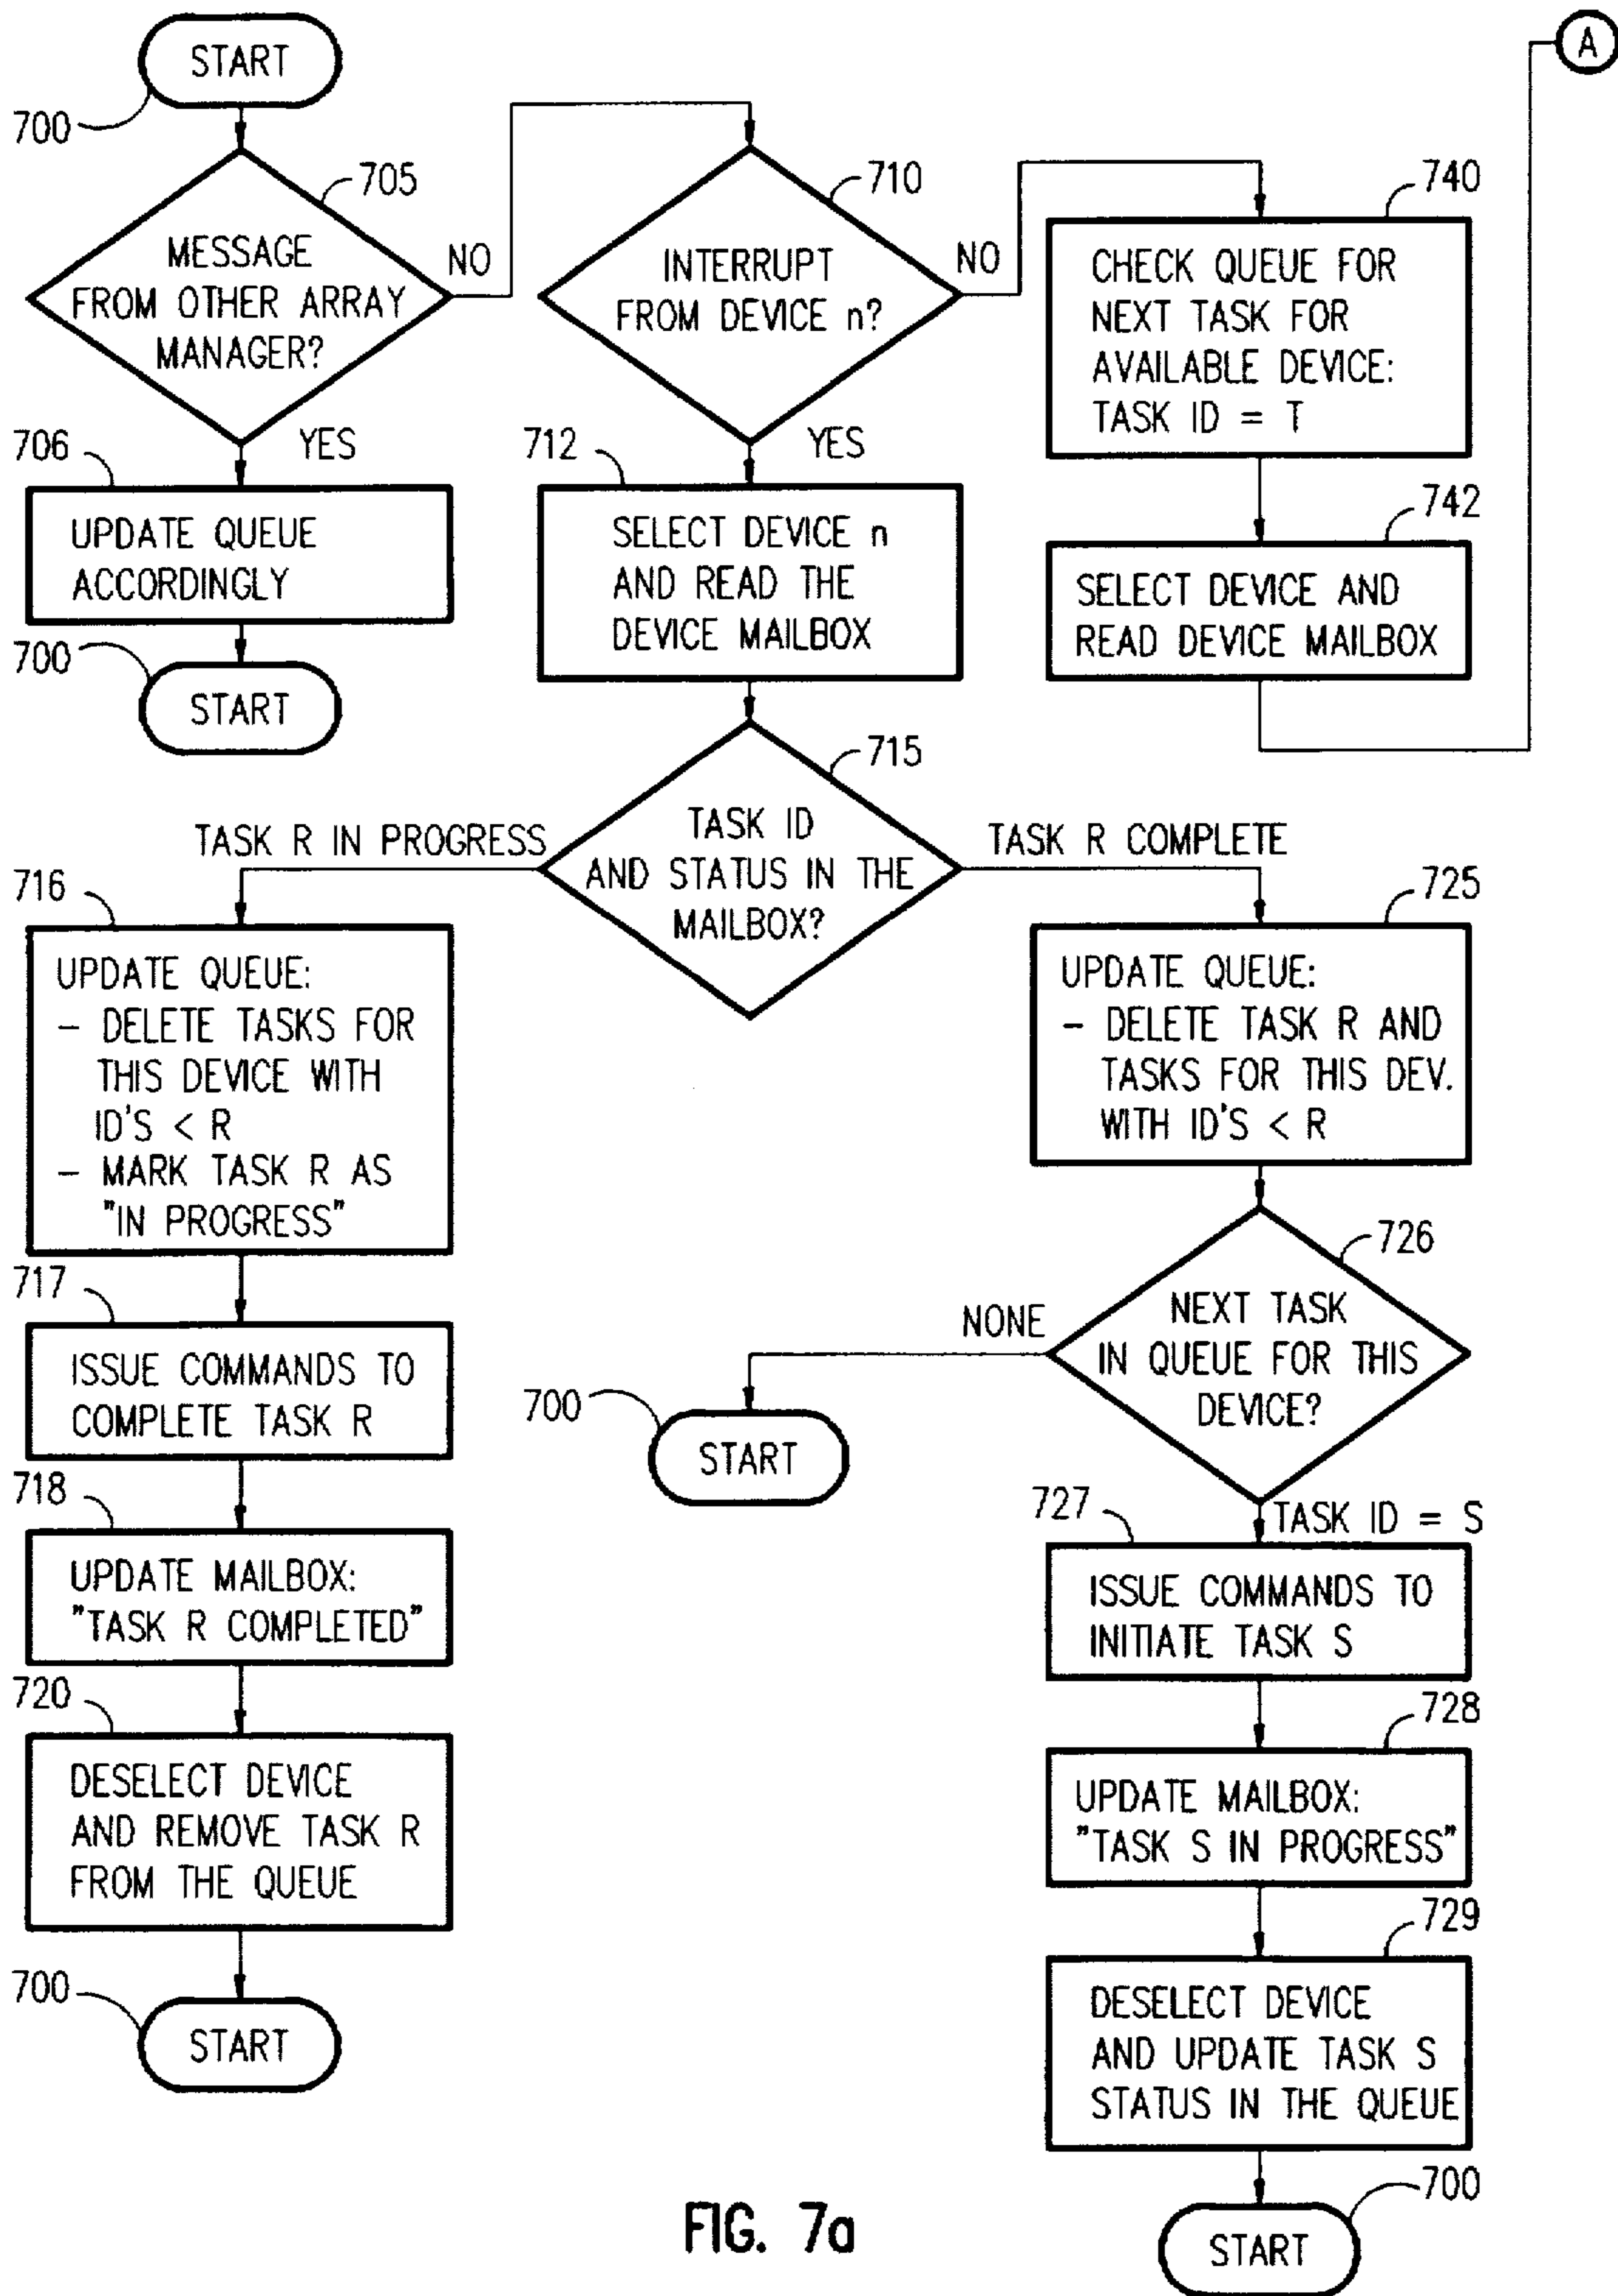 START
700
705
MESSAGE
FROM OTHER ARRAY
MANAGER?
NO
YES
706
UPDATE QUEUE
ACCORDINGLY
700
START
710
INTERRUPT
FROM DEVICE n?
NO
YES
712
SELECT DEVICE n
AND READ THE
DEVICE MAILBOX
740
CHECK QUEUE FOR
NEXT TASK FOR
AVAILABLE DEVICE:
TASK ID = T
742
SELECT DEVICE AND
READ DEVICE MAILBOX
A
715
TASK ID
AND STATUS IN THE
MAILBOX?
TASK R IN PROGRESS
TASK R COMPLETE
716
UPDATE QUEUE:
- DELETE TASKS FOR
THIS DEVICE WITH
ID'S < R
- MARK TASK R AS
"IN PROGRESS"
717
ISSUE COMMANDS TO
COMPLETE TASK R
718
UPDATE MAILBOX:
"TASK R COMPLETED"
720
DESELECT DEVICE
AND REMOVE TASK R
FROM THE QUEUE
700
START
725
UPDATE QUEUE:
- DELETE TASK R AND
TASKS FOR THIS DEV.
WITH ID'S < R
726
NEXT TASK
IN QUEUE FOR THIS
DEVICE?
NONE
700
START
TASK ID = S
727
ISSUE COMMANDS TO
INITIATE TASK S
728
UPDATE MAILBOX:
"TASK S IN PROGRESS"
729
DESELECT DEVICE
AND UPDATE TASK S
STATUS IN THE QUEUE
700
START
FIG. 7a